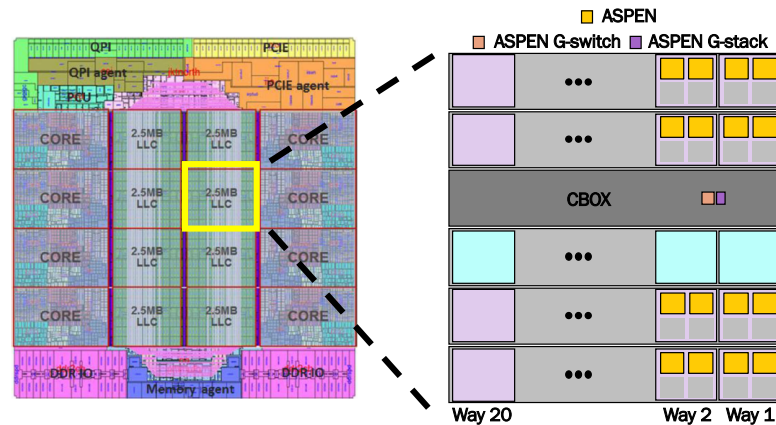 ASPEN
ASPEN G-switch ASPEN G-stack
QPI PCIE
QPI agent
PCIE agent
PCU
CORE 2.5MB LLC 2.5MB LLC CORE
CORE 2.5MB LLC 2.5MB LLC CORE
CORE 2.5MB LLC 2.5MB LLC CORE
CORE 2.5MB LLC 2.5MB LLC CORE
DDR IO DDR IO
Memory agent
•••
•••
CBOX
•••
•••
•••
Way 20 Way 2 Way 1